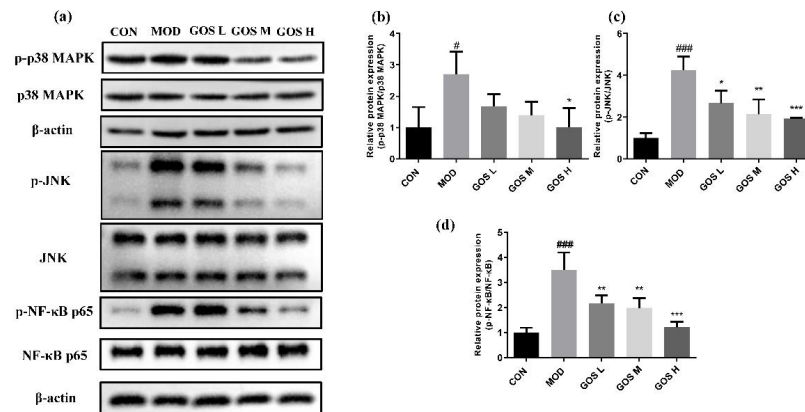 (a)
CON MOD GOS L GOS M GOS H
p-p38 MAPK
p38 MAPK
β-actin
p-JNK
JNK
p-NF-κB p65
NF-κB p65
β-actin
(b)
Relative protein expression
(p-p38 MAPK/p38 MAPK)
4
3
2
1
0
#
*
CON
MOD
GOS L
GOS M
GOS H
(c)
Relative protein expression
(p-JNK/JNK)
6
4
2
0
###
*
**
***
CON
MOD
GOS L
GOS M
GOS H
(d)
Relative protein expression
(p-NF-κB/NF-κB)
5
4
3
2
1
0
###
**
**
***
CON
MOD
GOS L
GOS M
GOS H